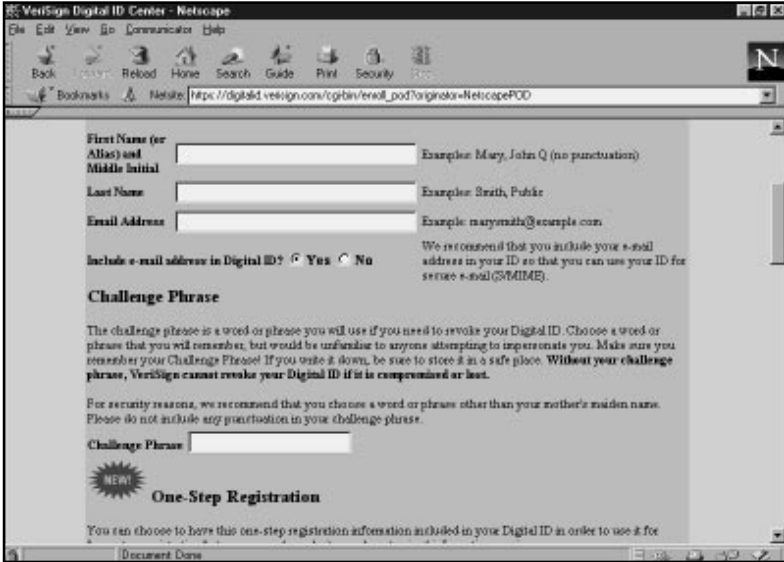 VeriSign Digital ID Center - Netscape
File Edit View Go Communicator Help
Back Reload Home Search Guide Print Security
Bookmarks Netsite: https://digitalid.verisign.com/cgi-bin/enroll_pod?originator=NetscapePOD
N
First Name (or
Alias) and
Middle Initial
Examples: Mary, John Q (no punctuation)
Last Name
Examples: Smith, Public
Email Address
Example: marysmith@example.com
Include e-mail address in Digital ID? Yes No
We recommend that you include your e-mail
address in your ID so that you can use your ID for
secure e-mail (S/MIME).
Challenge Phrase
The challenge phrase is a word or phrase you will use if you need to revoke your Digital ID. Choose a word or
phrase that you will remember, but would be unfamiliar to anyone attempting to impersonate you. Make sure you
remember your Challenge Phrase! If you write it down, be sure to store it in a safe place. Without your challenge
phrase, VeriSign cannot revoke your Digital ID if it is compromised or lost.
For security reasons, we recommend that you choose a word or phrase other than your mother's maiden name.
Please do not include any punctuation in your challenge phrase.
Challenge Phrase
NEW!
One-Step Registration
You can choose to have this one-step registration information included in your Digital ID in order to use it for
Document Done